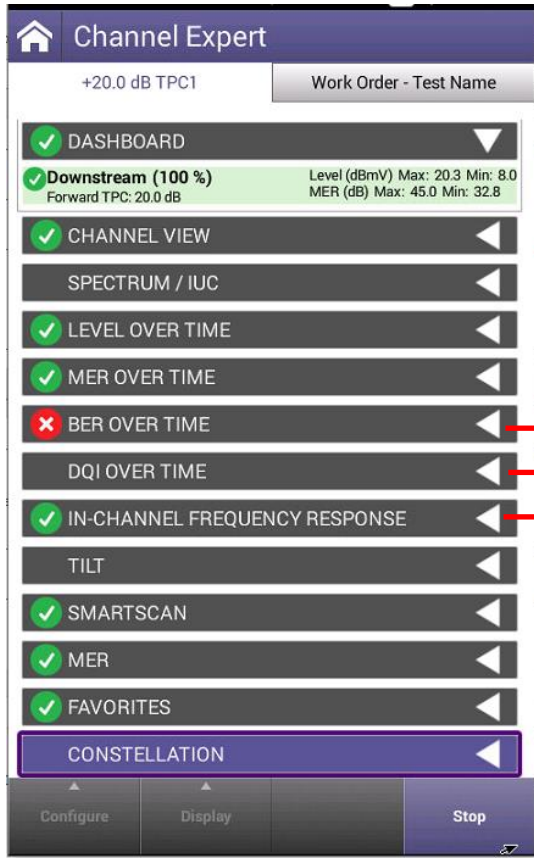 Channel Expert
+20.0 dB TPC1
Work Order - Test Name
DASHBOARD
Downstream (100 %)
Forward TPC: 20.0 dB
Level (dBmV) Max: 20.3 Min: 8.0
MER (dB) Max: 45.0 Min: 32.8
CHANNEL VIEW
SPECTRUM / IUC
LEVEL OVER TIME
MER OVER TIME
BER OVER TIME
DQI OVER TIME
IN-CHANNEL FREQUENCY RESPONSE
TILT
SMARTSCAN
MER
FAVORITES
CONSTELLATION
Configure
Display
Stop